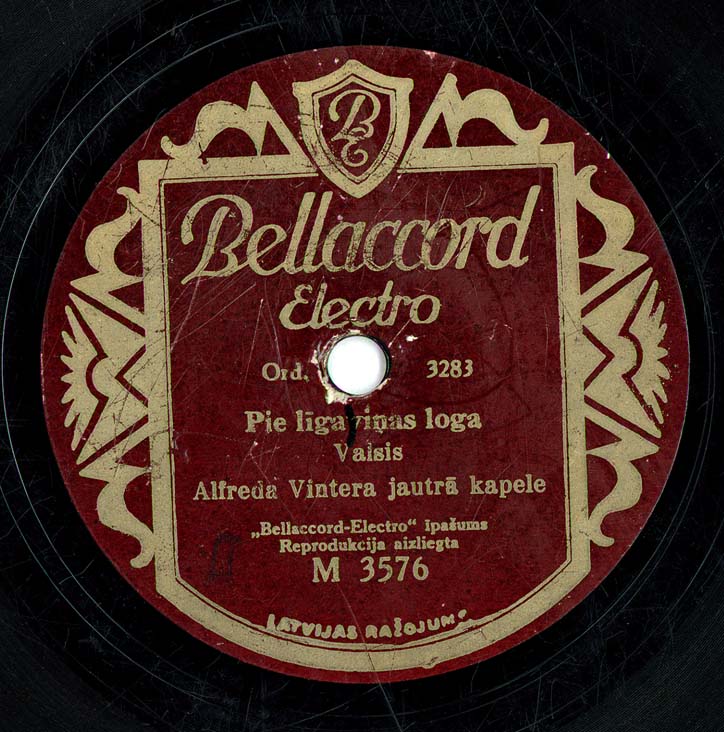 BE
Bellaccord
Electro
Ord. 3283
Pie līgaviņas loga
Valsis
Alfreda Vintera jautrā kapele
„Bellaccord-Electro“ īpašums
Reprodukcija aizliegta
M 3576
LATVIJAS RAŽOJUMS